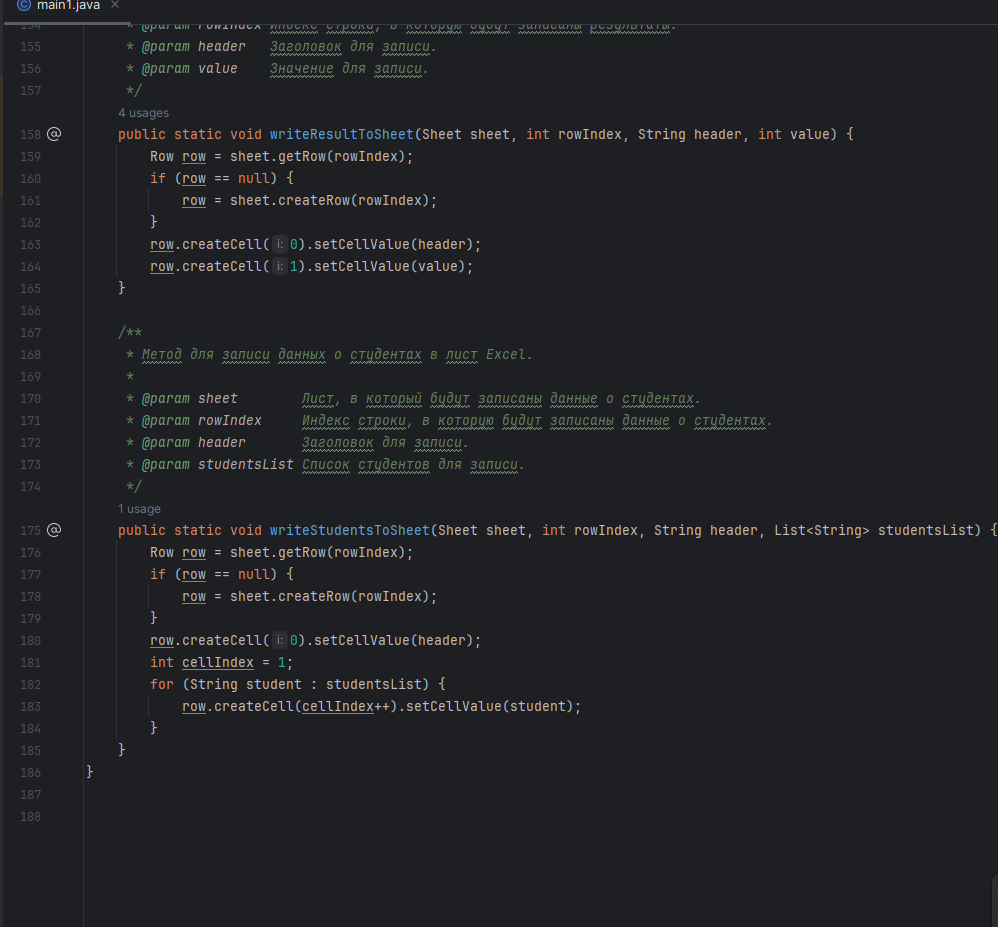 main1.java
154 * @param rowIndex Индекс строки, в которую будут записаны результаты.
155 * @param header Заголовок для записи.
156 * @param value Значение для записи.
157 */
4 usages
158 public static void writeResultToSheet(Sheet sheet, int rowIndex, String header, int value) {
159 Row row = sheet.getRow(rowIndex);
160 if (row == null) {
161 row = sheet.createRow(rowIndex);
162 }
163 row.createCell( i: 0).setCellValue(header);
164 row.createCell( i: 1).setCellValue(value);
165 }
166
167 /**
168 * Метод для записи данных о студентах в лист Excel.
169 *
170 * @param sheet Лист, в который будут записаны данные о студентах.
171 * @param rowIndex Индекс строки, в которую будут записаны данные о студентах.
172 * @param header Заголовок для записи.
173 * @param studentsList Список студентов для записи.
174 */
1 usage
175 public static void writeStudentsToSheet(Sheet sheet, int rowIndex, String header, List<String> studentsList) {
176 Row row = sheet.getRow(rowIndex);
177 if (row == null) {
178 row = sheet.createRow(rowIndex);
179 }
180 row.createCell( i: 0).setCellValue(header);
181 int cellIndex = 1;
182 for (String student : studentsList) {
183 row.createCell(cellIndex++).setCellValue(student);
184 }
185 }
186 }
187
188